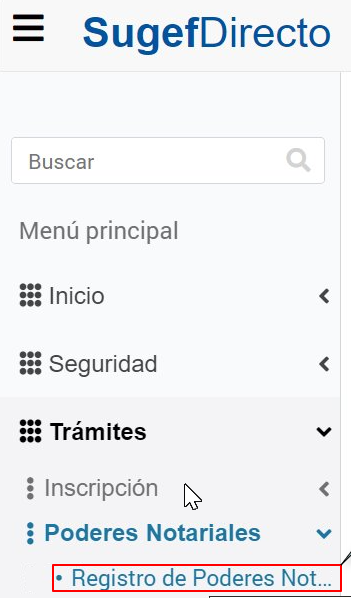 SugefDirecto
Buscar
Menú principal
Inicio
Seguridad
Trámites
Inscripción
Poderes Notariales
• Registro de Poderes Not...